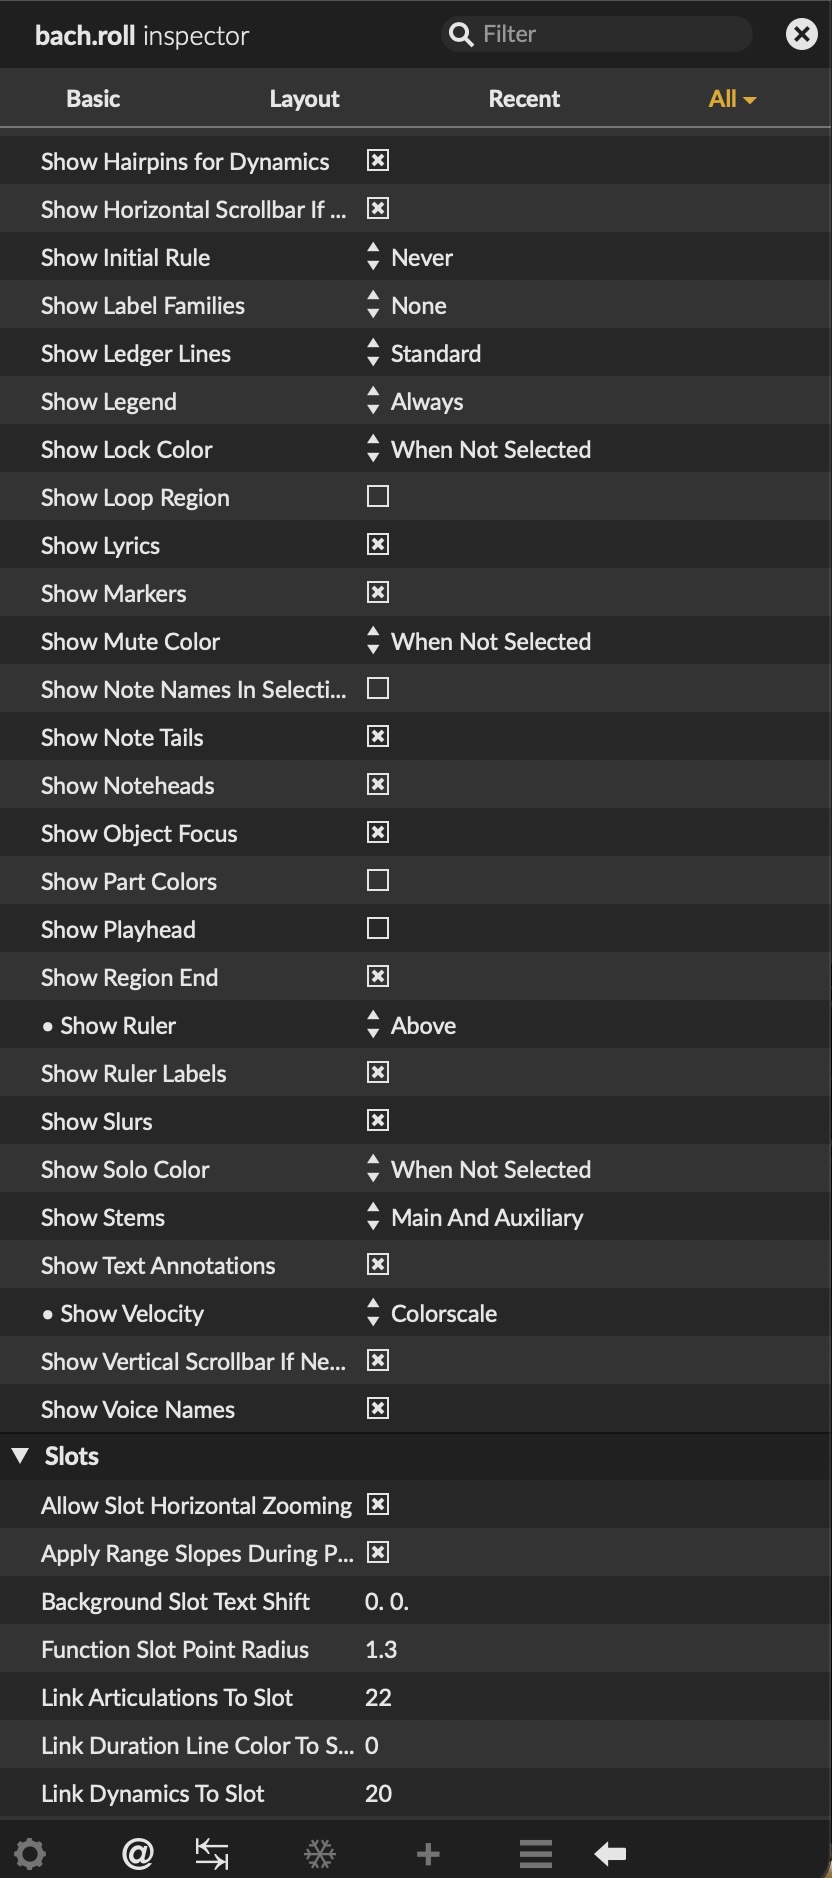 bach.roll inspector
Filter
Basic Layout Recent All
Show Hairpins for Dynamics
Show Horizontal Scrollbar If ...
Show Initial Rule Never
Show Label Families None
Show Ledger Lines Standard
Show Legend Always
Show Lock Color When Not Selected
Show Loop Region
Show Lyrics
Show Markers
Show Mute Color When Not Selected
Show Note Names In Selecti...
Show Note Tails
Show Noteheads
Show Object Focus
Show Part Colors
Show Playhead
Show Region End
• Show Ruler Above
Show Ruler Labels
Show Slurs
Show Solo Color When Not Selected
Show Stems Main And Auxiliary
Show Text Annotations
• Show Velocity Colorscale
Show Vertical Scrollbar If Ne...
Show Voice Names
Slots
Allow Slot Horizontal Zooming
Apply Range Slopes During P...
Background Slot Text Shift 0. 0.
Function Slot Point Radius 1.3
Link Articulations To Slot 22
Link Duration Line Color To S... 0
Link Dynamics To Slot 20